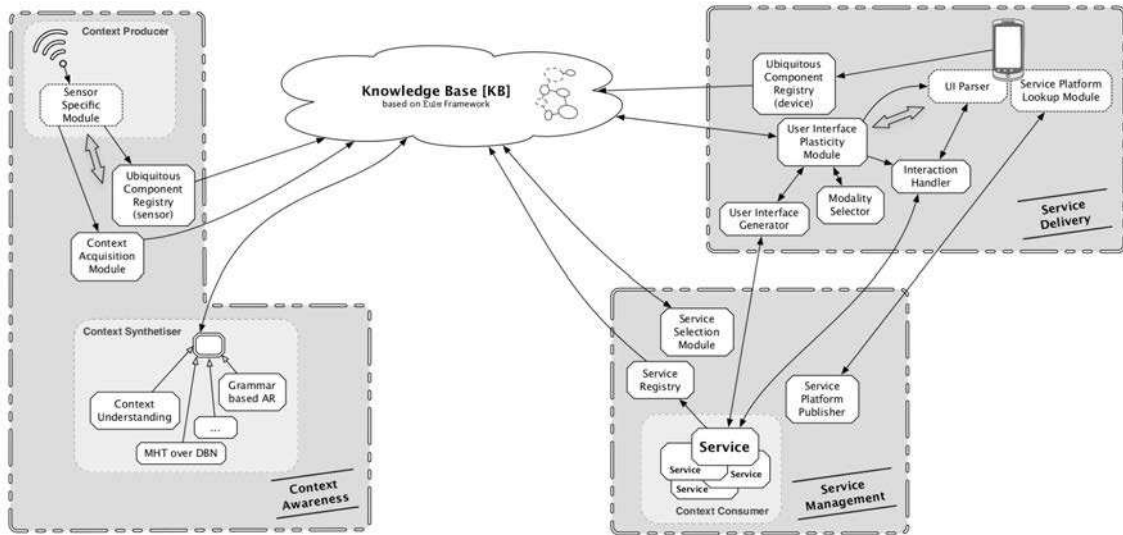 Context Producer
Sensor
Specific
Module
Ubiquitous
Component
Registry
(sensor)
Context
Acquisition
Module
Context Synthetiser
Context
Understanding
MHT over DBN
...
Grammar
based AR
Context
Awareness
Knowledge Base [KB]
based on Euler Framework
Ubiquitous
Component
Registry
(device)
UI Parser
Service Platform
Lookup Module
User Interface
Plasticity
Module
Interaction
Handler
User Interface
Generator
Modality
Selector
Service
Delivery
Service
Selection
Module
Service
Registry
Service
Platform
Publisher
Service
Service
Service
Service
Context Consumer
Service
Management